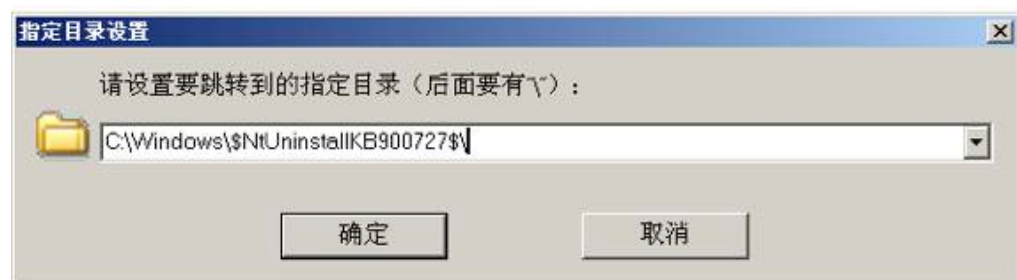 指定目录设置
请设置要跳转到的指定目录（后面要有"\"）：
C:\Windows\$NtUninstallKB900727$\
确定
取消